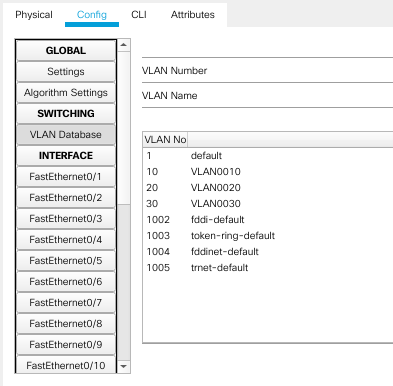 Physical Config CLI Attributes
GLOBAL
Settings
Algorithm Settings
SWITCHING
VLAN Database
INTERFACE
FastEthernet0/1
FastEthernet0/2
FastEthernet0/3
FastEthernet0/4
FastEthernet0/5
FastEthernet0/6
FastEthernet0/7
FastEthernet0/8
FastEthernet0/9
FastEthernet0/10
VLAN Number
VLAN Name
VLAN No
1 default
10 VLAN0010
20 VLAN0020
30 VLAN0030
1002 fddi-default
1003 token-ring-default
1004 fddinet-default
1005 trnet-default